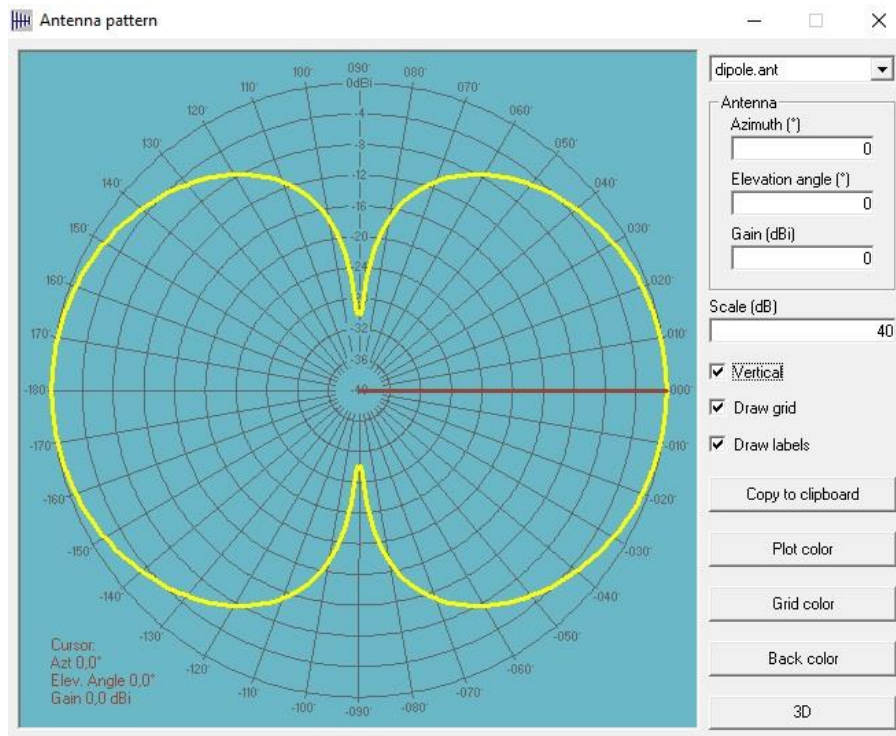 Antenna pattern
090°
100° 080°
110° 070°
120° 060°
130° 050°
140° 040°
150° 030°
160° 020°
170° 010°
-180° 000°
-170° -010°
-160° -020°
-150° -030°
-140° -040°
-130° -050°
-120° -060°
-110° -070°
-100° -080°
-090°
0dBi
-4
-8
-12
-16
-20
-24
-32
-36
Cursor:
Azt 0,0°
Elev. Angle 0,0°
Gain 0,0 dBi
dipole.ant
Antenna
Azimuth (°)
0
Elevation angle (°)
0
Gain (dBi)
0
Scale (dB)
40
Vertical
Draw grid
Draw labels
Copy to clipboard
Plot color
Grid color
Back color
3D